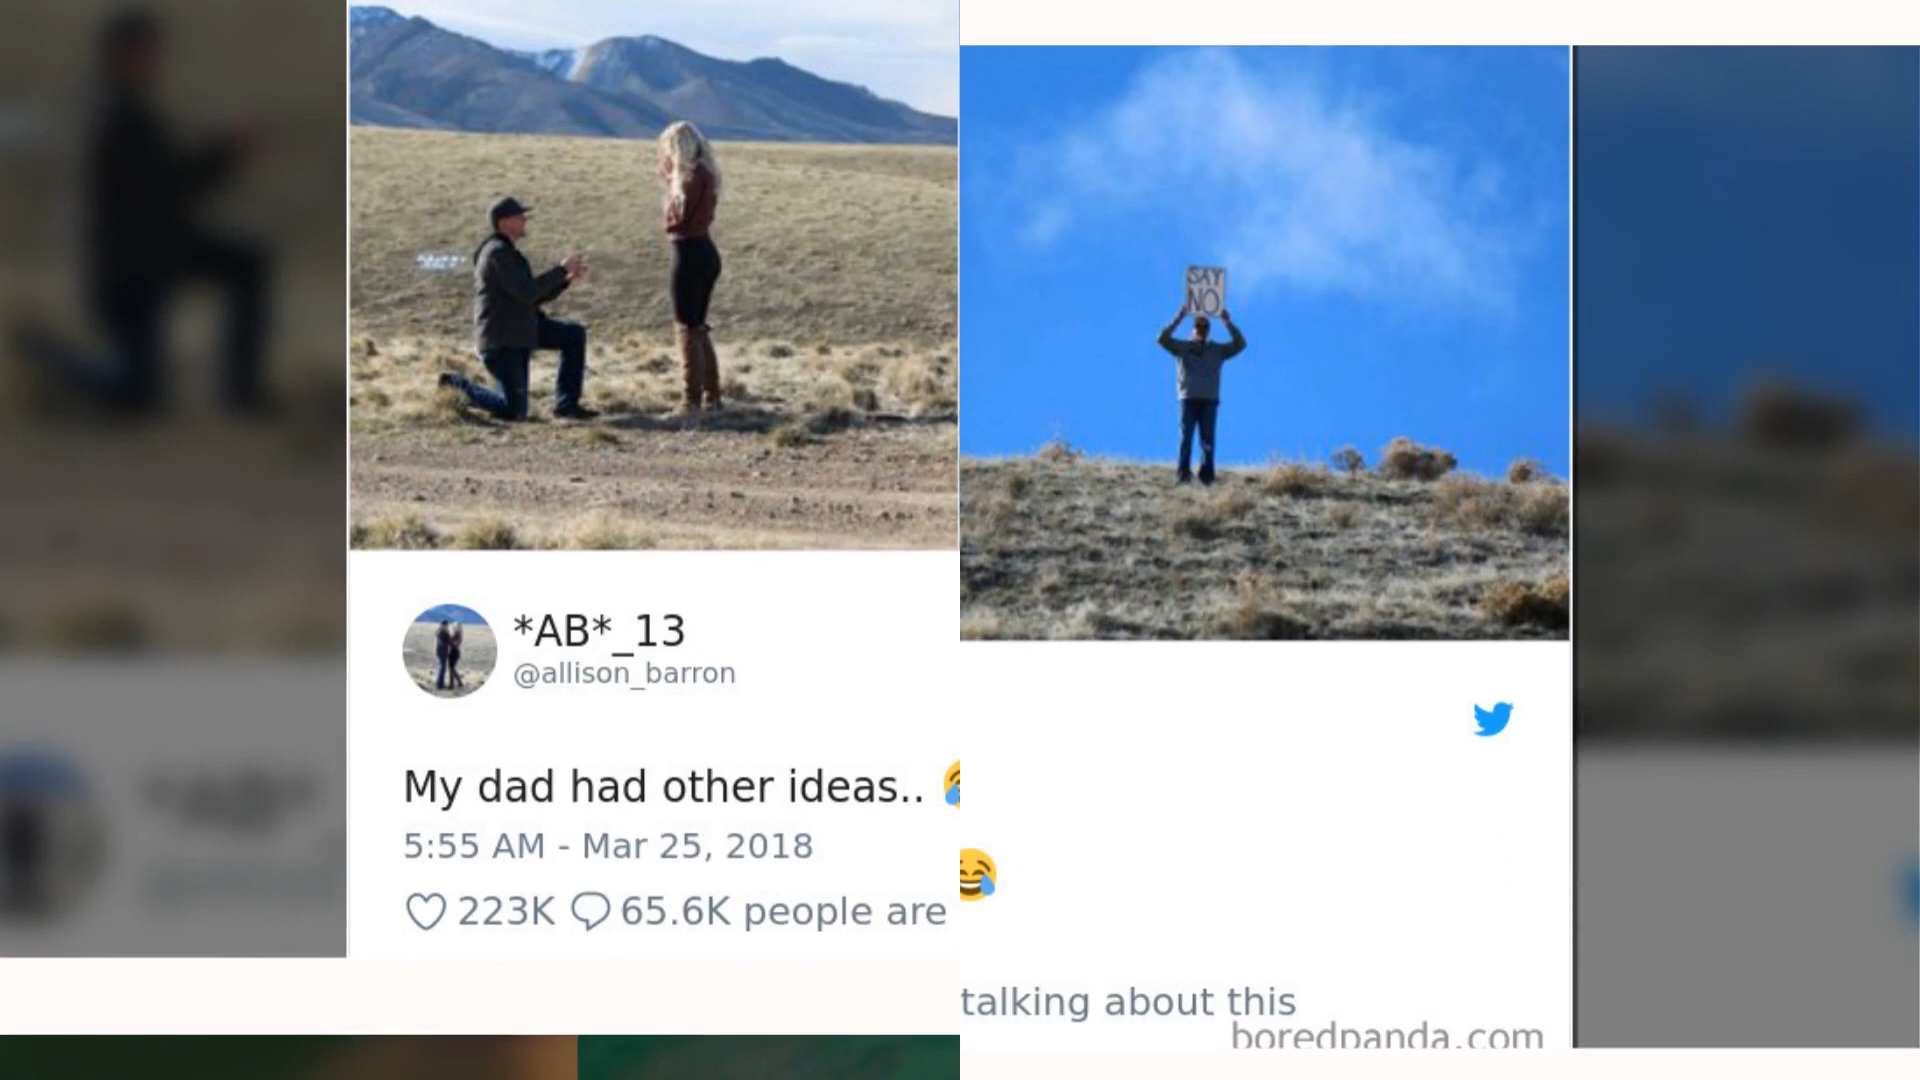 SAY
NO
*AB*_13
@allison_barron
My dad had other ideas.. 😂
5:55 AM - Mar 25, 2018
223K 65.6K people are talking about this
boredpanda.com